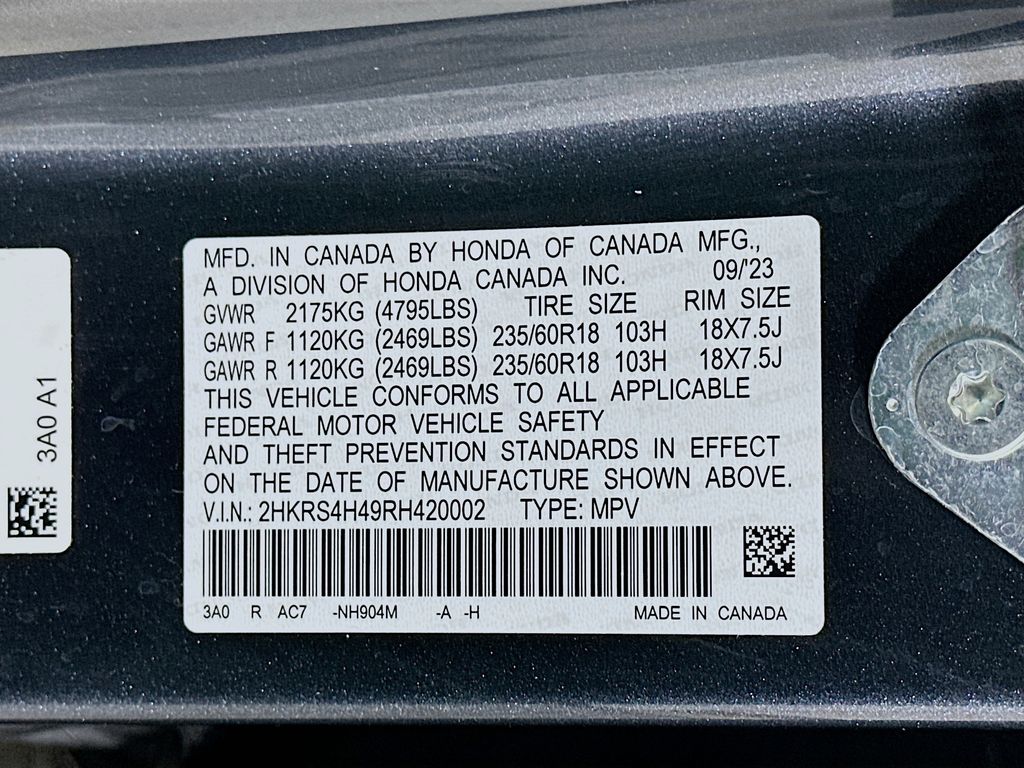 MFD. IN CANADA BY HONDA OF CANADA MFG.,
A DIVISION OF HONDA CANADA INC. 09/'23
GVWR 2175KG (4795LBS) TIRE SIZE RIM SIZE
GAWR F 1120KG (2469LBS) 235/60R18 103H 18X7.5J
GAWR R 1120KG (2469LBS) 235/60R18 103H 18X7.5J
THIS VEHICLE CONFORMS TO ALL APPLICABLE
FEDERAL MOTOR VEHICLE SAFETY
AND THEFT PREVENTION STANDARDS IN EFFECT
ON THE DATE OF MANUFACTURE SHOWN ABOVE.
V.I.N.: 2HKRS4H49RH420002 TYPE: MPV
3A0 R AC7 -NH904M -A -H MADE IN CANADA
3A0 A1